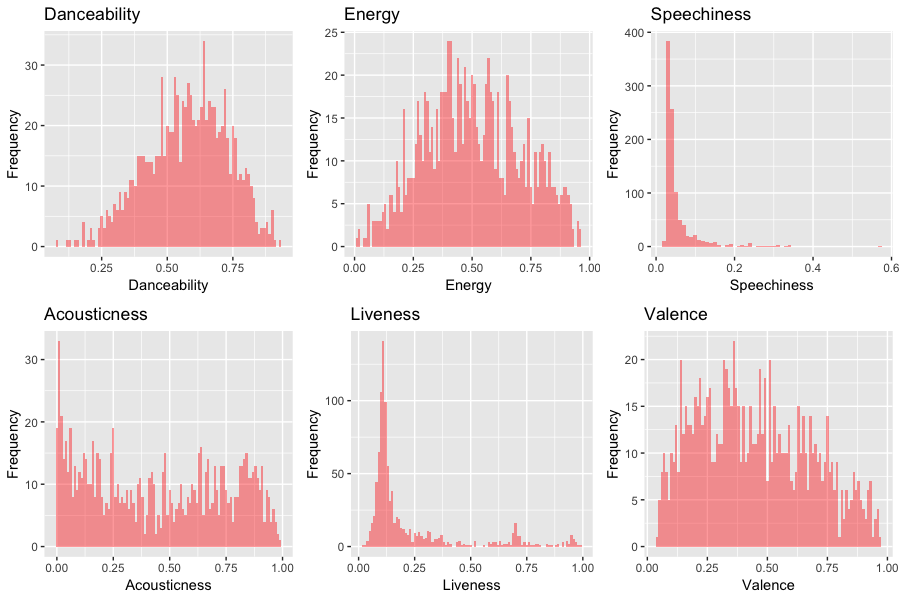 Danceability
Frequency
30
20
10
0
0.25 0.50 0.75
Danceability
Energy
Frequency
25
20
15
10
5
0
0.00 0.25 0.50 0.75 1.00
Energy
Speechiness
Frequency
400
300
200
100
0
0.0 0.2 0.4 0.6
Speechiness
Acousticness
Frequency
30
20
10
0
0.00 0.25 0.50 0.75 1.00
Acousticness
Liveness
Frequency
100
50
0
0.00 0.25 0.50 0.75 1.00
Liveness
Valence
Frequency
20
15
10
5
0
0.00 0.25 0.50 0.75 1.00
Valence